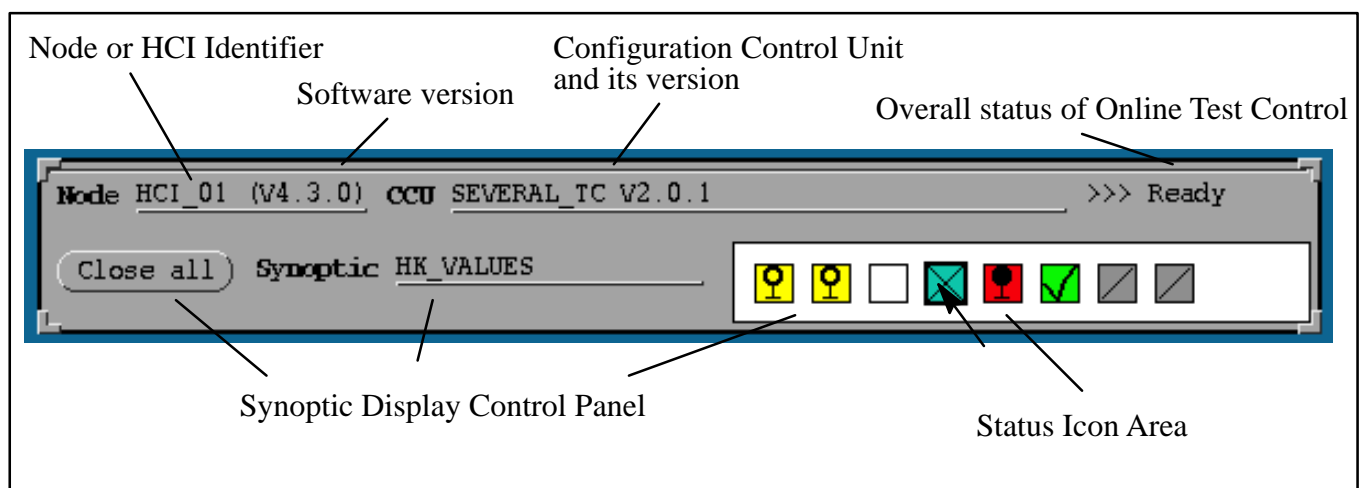 Node or HCI Identifier
Software version
Configuration Control Unit
and its version
Overall status of Online Test Control
Node HCI_01 (V4.3.0) CCU SEVERAL_TC V2.0.1 >>> Ready
Close all Synoptic HK_VALUES
Synoptic Display Control Panel
Status Icon Area